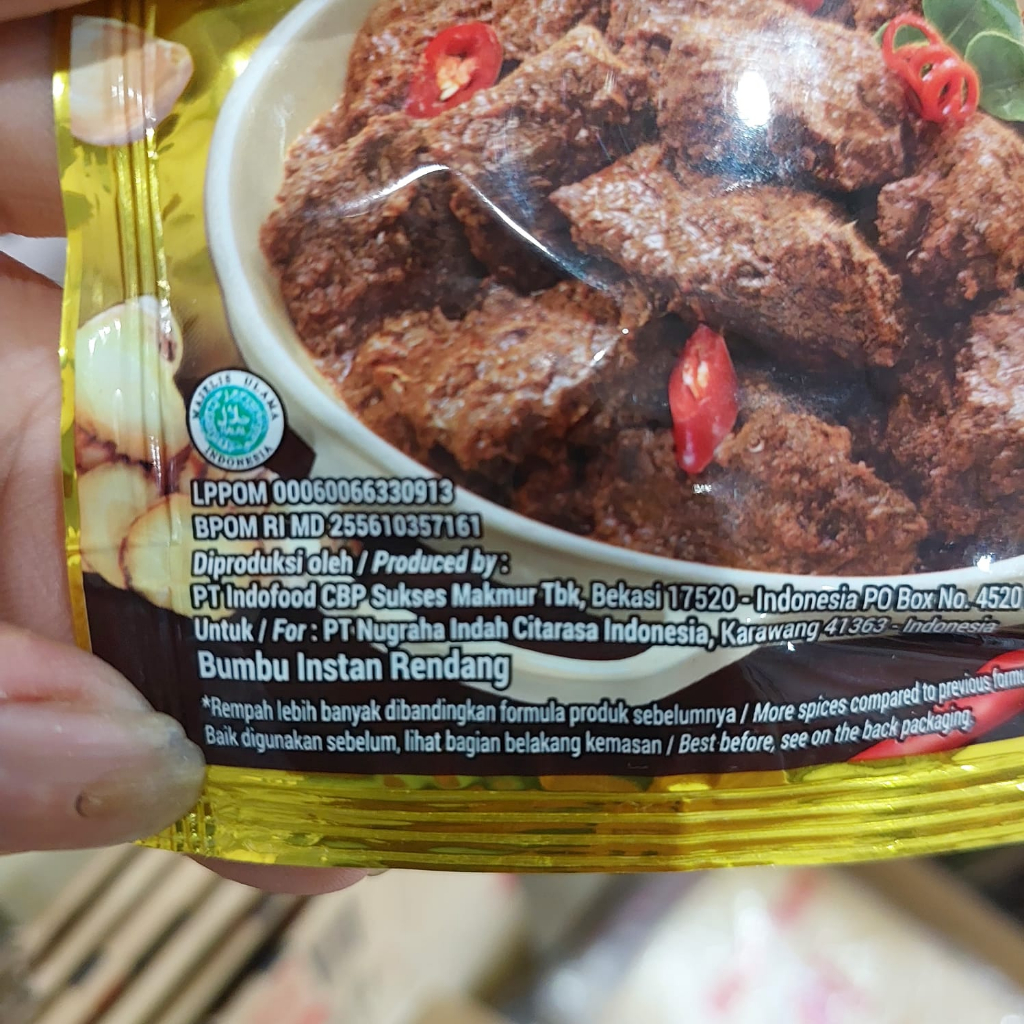 MAJELIS ULAMA
حلال
HALAL
INDONESIA
LPPOM 00060066330913
BPOM RI MD 255610357161
Diproduksi oleh / Produced by :
PT Indofood CBP Sukses Makmur Tbk, Bekasi 17520 - Indonesia PO Box No. 4520
Untuk / For : PT Nugraha Indah Citarasa Indonesia, Karawang 41363 - Indonesia
Bumbu Instan Rendang
*Rempah lebih banyak dibandingkan formula produk sebelumnya / More spices compared to previous
Baik digunakan sebelum, lihat bagian belakang kemasan / Best before, see on the back packaging